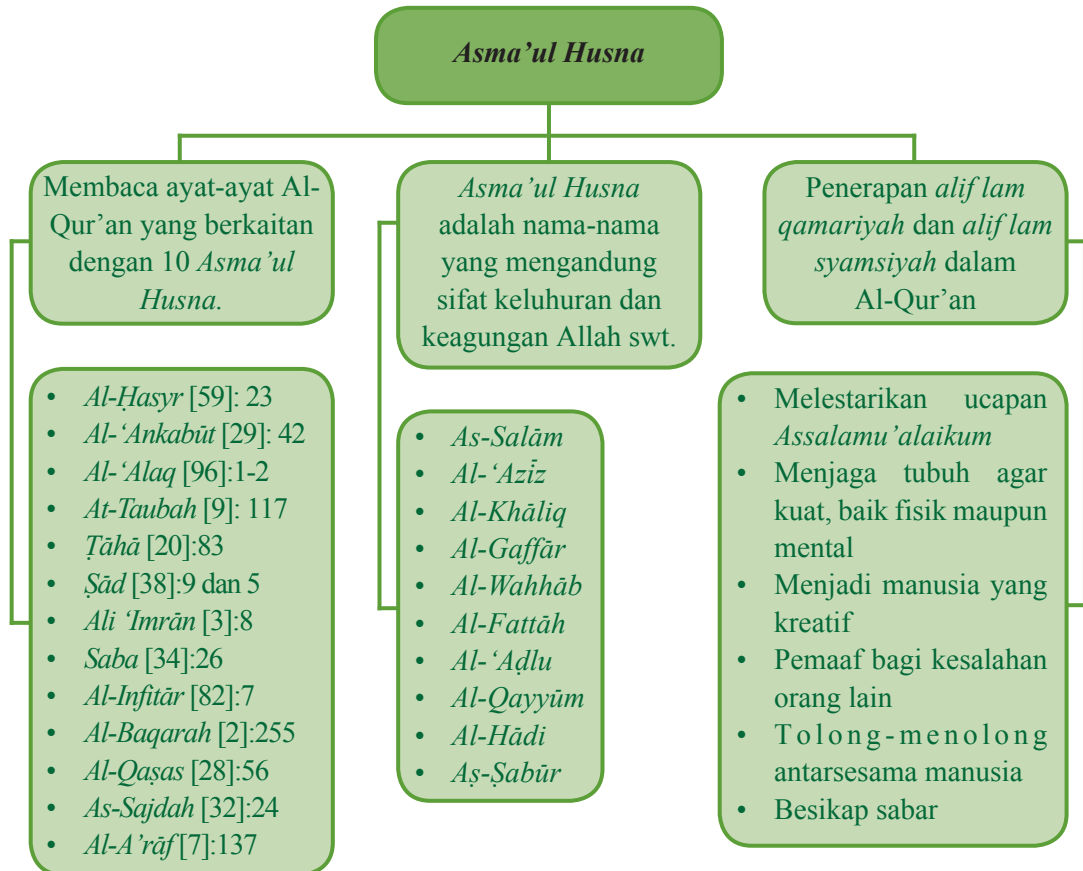 Asma’ul Husna
Membaca ayat-ayat Al-
Qur’an yang berkaitan
dengan 10 Asma’ul
Husna.
• Al-Ḥasyr [59]: 23
• Al-‘Ankabūt [29]: 42
• Al-‘Alaq [96]:1-2
• At-Taubah [9]: 117
• Ṭāhā [20]:83
• Ṣād [38]:9 dan 5
• Ali ‘Imrān [3]:8
• Saba [34]:26
• Al-Infitār [82]:7
• Al-Baqarah [2]:255
• Al-Qaṣas [28]:56
• As-Sajdah [32]:24
• Al-A’rāf [7]:137
Asma’ul Husna
adalah nama-nama
yang mengandung
sifat keluhuran dan
keagungan Allah swt.
• As-Salām
• Al-‘Azīz
• Al-Khāliq
• Al-Gaffār
• Al-Wahhāb
• Al-Fattāh
• Al-‘Aḍlu
• Al-Qayyūm
• Al-Hādi
• Aṣ-Ṣabūr
Penerapan alif lam
qamariyah dan alif lam
syamsiyah dalam
Al-Qur’an
• Melestarikan ucapan
Assalamu’alaikum
• Menjaga tubuh agar
kuat, baik fisik maupun
mental
• Menjadi manusia yang
kreatif
• Pemaaf bagi kesalahan
orang lain
• Tolong-menolong
antarsesama manusia
• Besikap sabar